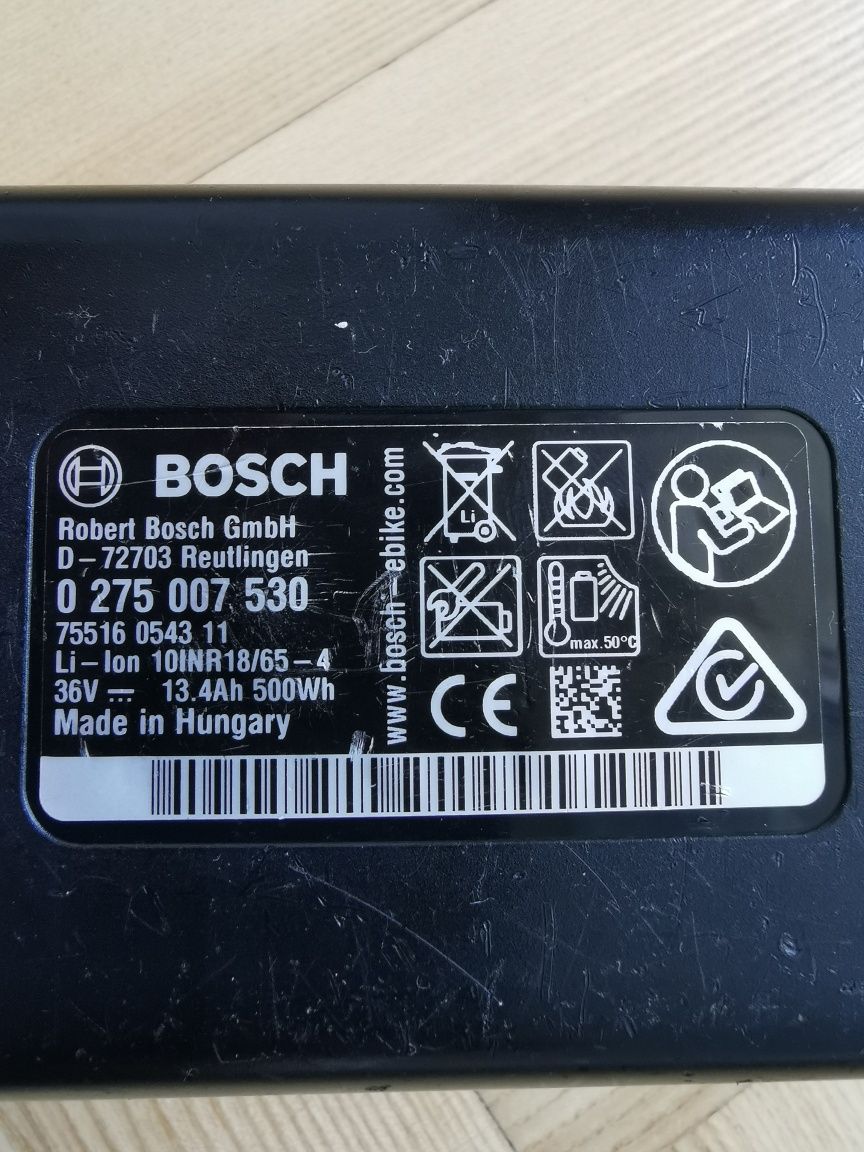 BOSCH
Robert Bosch GmbH
D-72703 Reutlingen
0 275 007 530
75516 0543 11
Li-Ion 10INR18/65-4
36V ⎓ 13.4Ah 500Wh
Made in Hungary
www.bosch-ebike.com
Li
max.50°C
CE